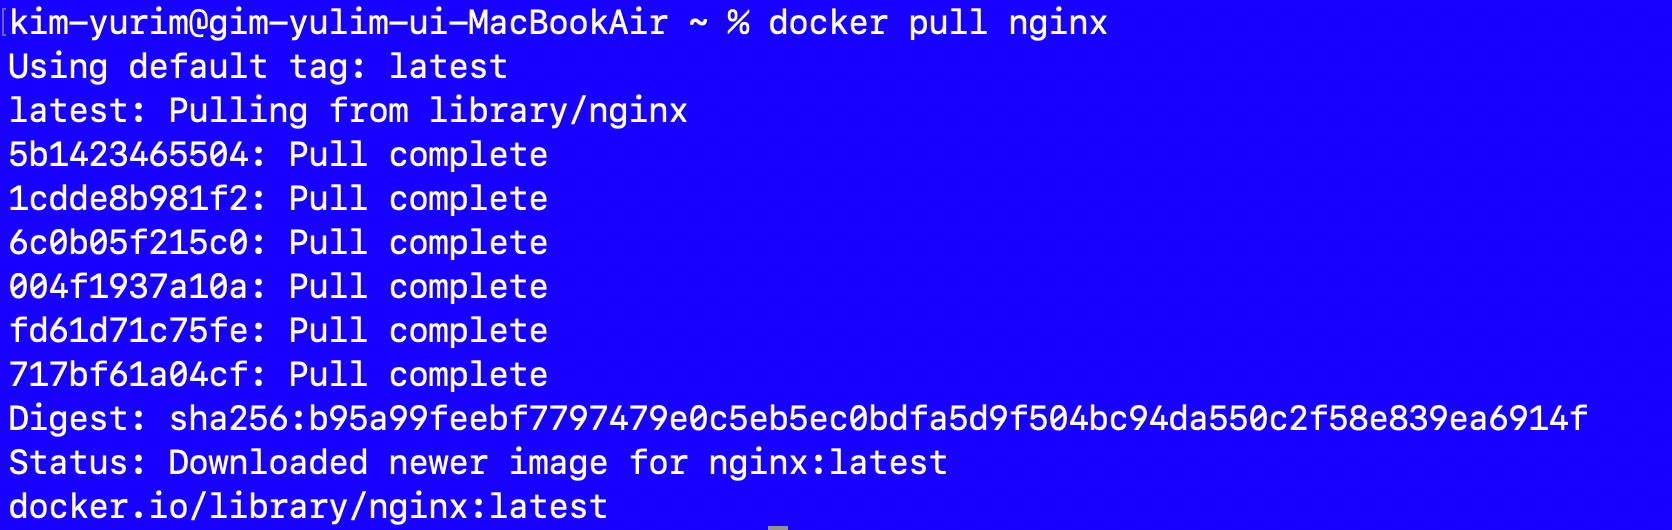 kim-yurim@gim-yulim-ui-MacBookAir ~ % docker pull nginx
Using default tag: latest
latest: Pulling from library/nginx
5b1423465504: Pull complete
1cdde8b981f2: Pull complete
6c0b05f215c0: Pull complete
004f1937a10a: Pull complete
fd61d71c75fe: Pull complete
717bf61a04cf: Pull complete
Digest: sha256:b95a99feebf7797479e0c5eb5ec0bdfa5d9f504bc94da550c2f58e839ea6914f
Status: Downloaded newer image for nginx:latest
docker.io/library/nginx:latest